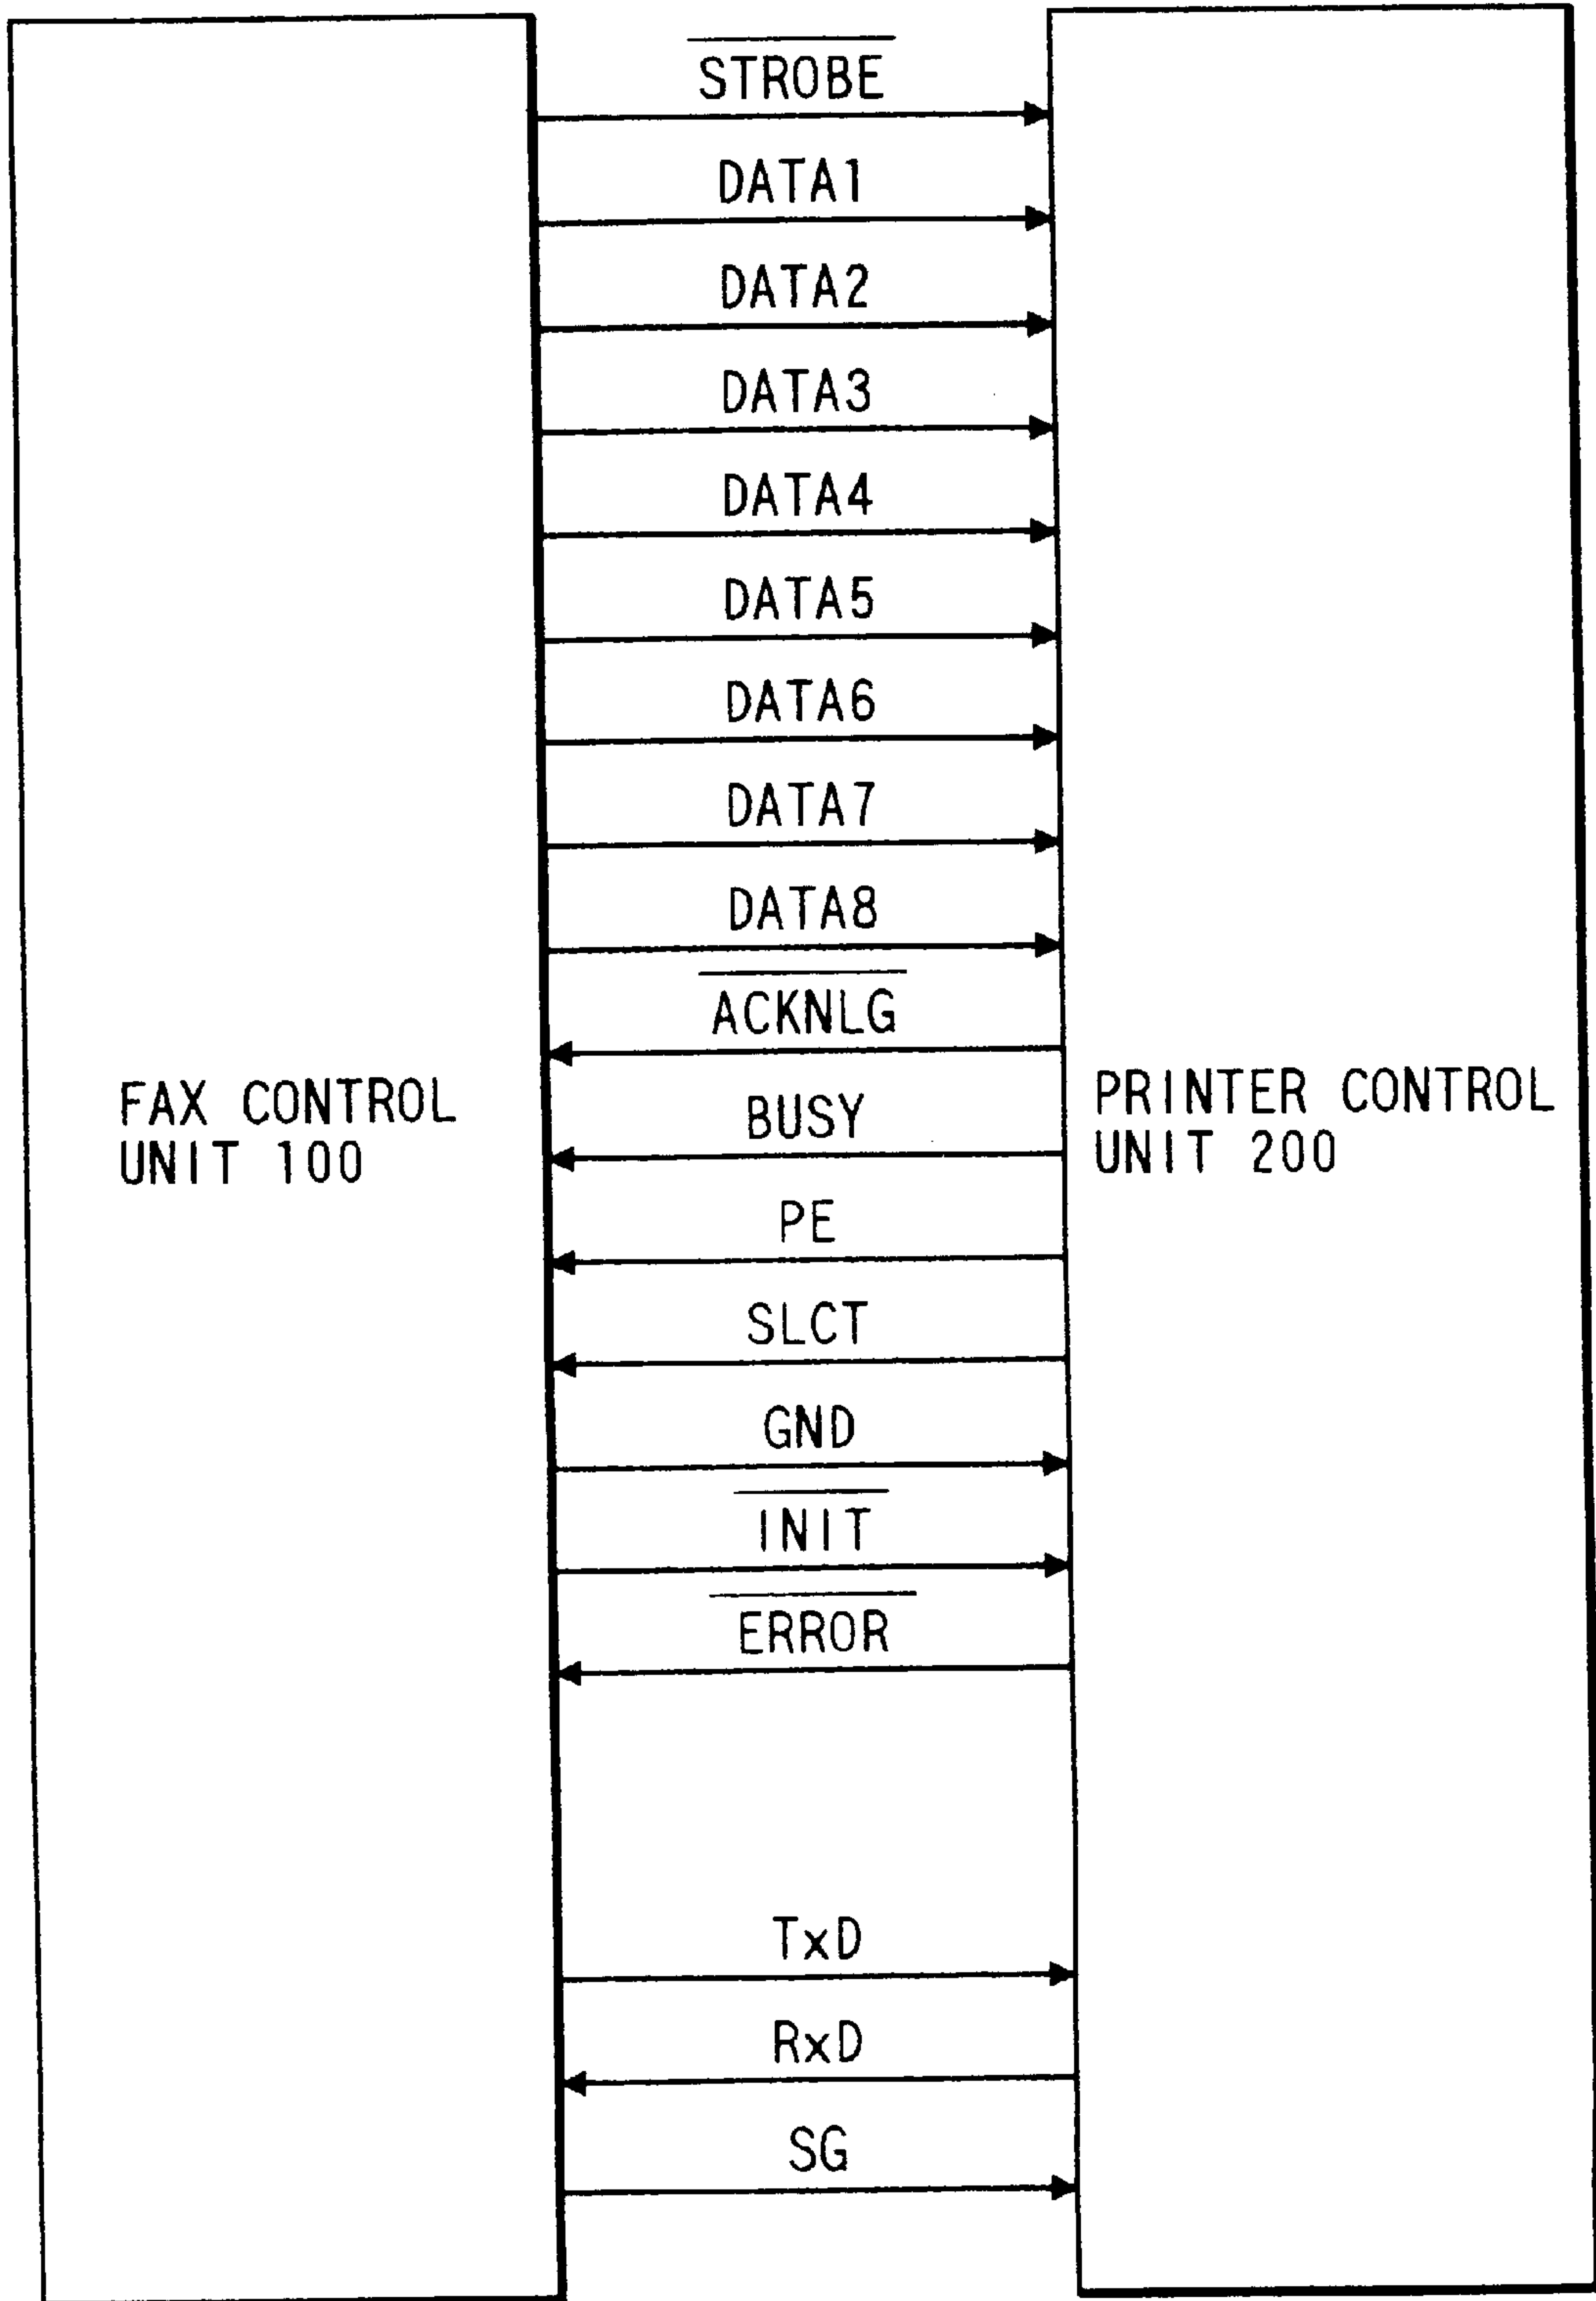 STROBE
DATA1
DATA2
DATA3
DATA4
DATA5
DATA6
DATA7
DATA8
ACKNLG
FAX CONTROL
UNIT 100
BUSY
PRINTER CONTROL
UNIT 200
PE
SLCT
GND
INIT
ERROR
TxD
RxD
SG